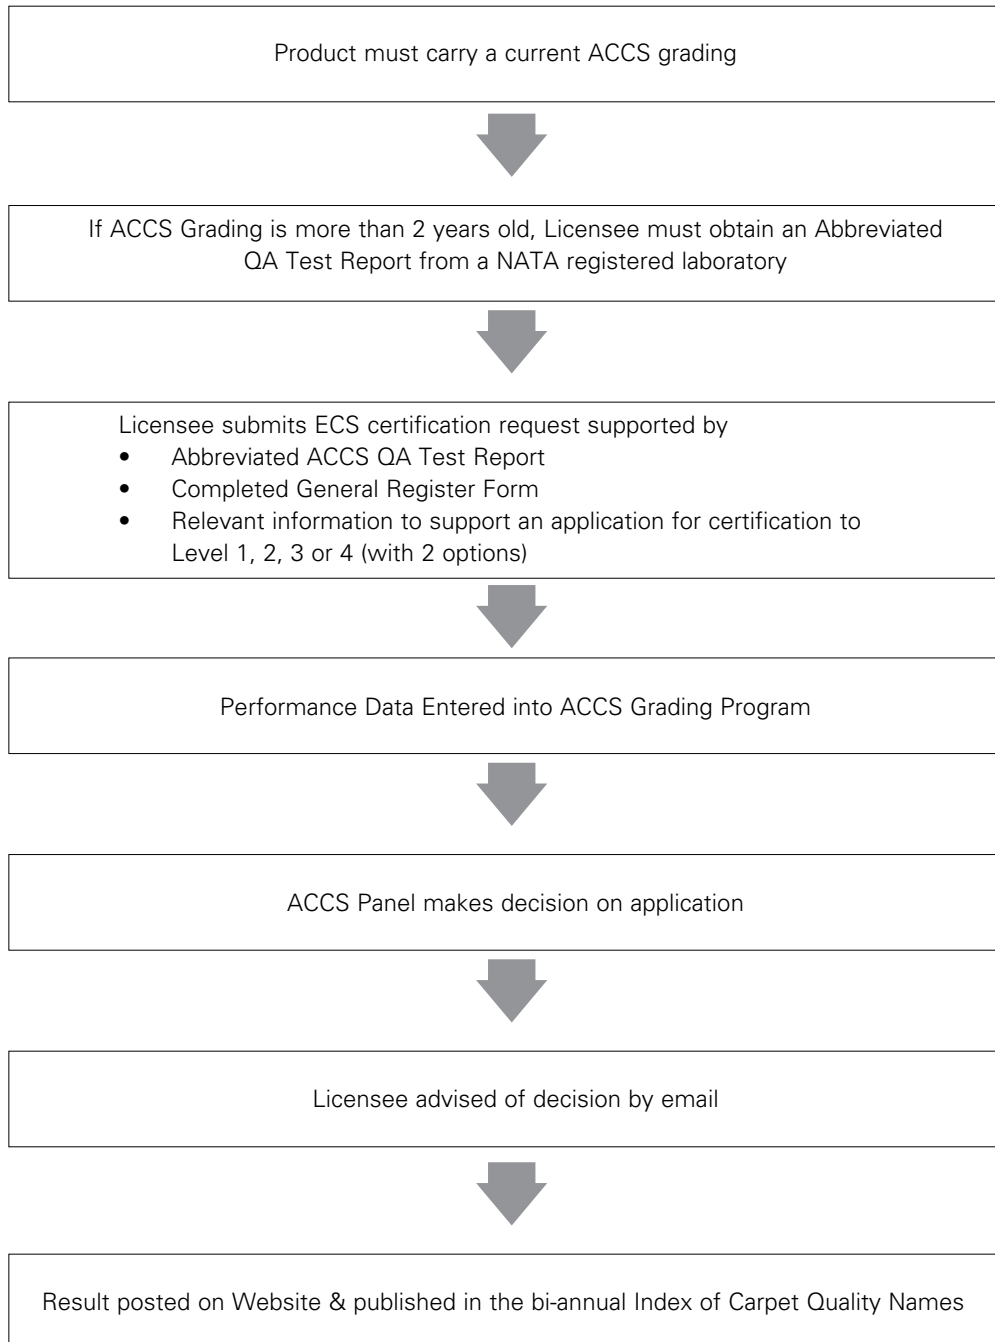 Product must carry a current ACCS grading
If ACCS Grading is more than 2 years old, Licensee must obtain an Abbreviated
QA Test Report from a NATA registered laboratory
Licensee submits ECS certification request supported by
• Abbreviated ACCS QA Test Report
• Completed General Register Form
• Relevant information to support an application for certification to
Level 1, 2, 3 or 4 (with 2 options)
Performance Data Entered into ACCS Grading Program
ACCS Panel makes decision on application
Licensee advised of decision by email
Result posted on Website & published in the bi-annual Index of Carpet Quality Names